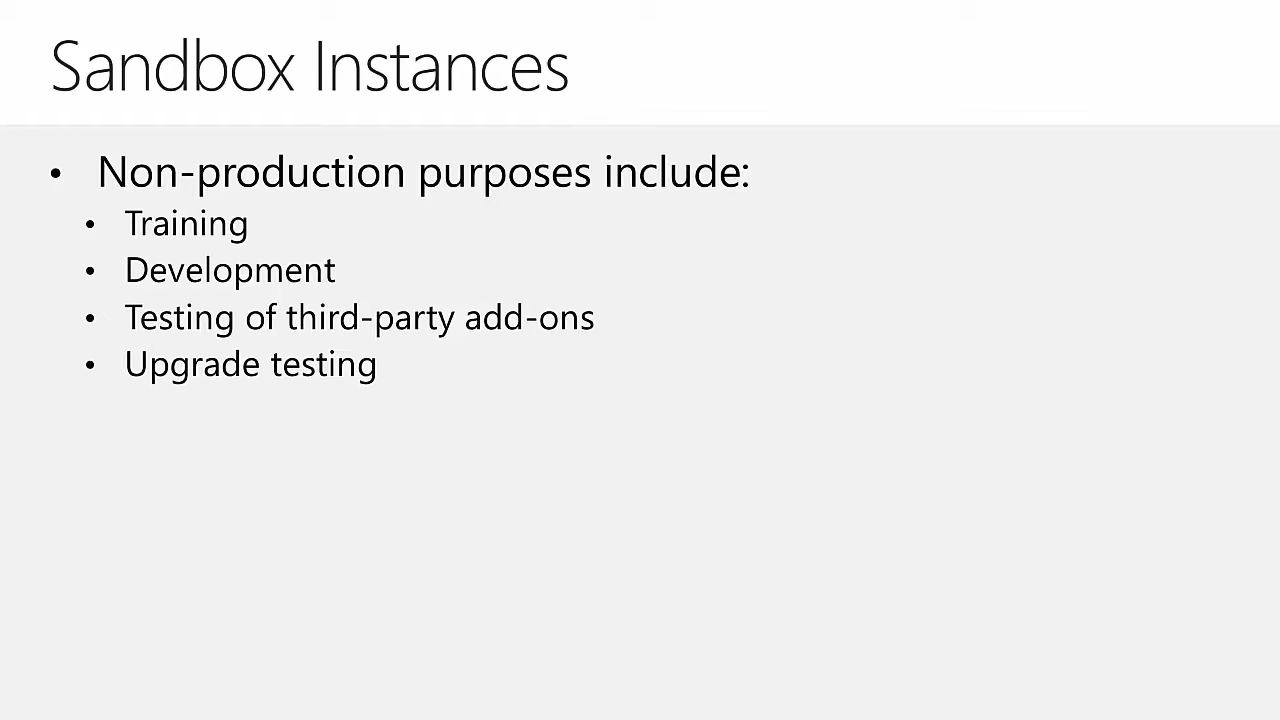 Sandbox Instances
• Non-production purposes include:
• Training
• Development
• Testing of third-party add-ons
• Upgrade testing